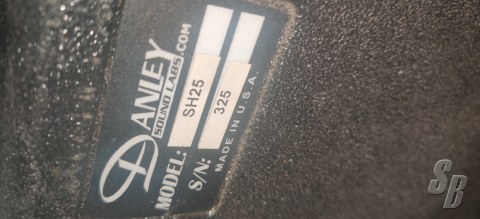 DANLEY
SOUND LABS.COM
MODEL: SH25
S/N: 325
MADE IN U.S.A.
SB